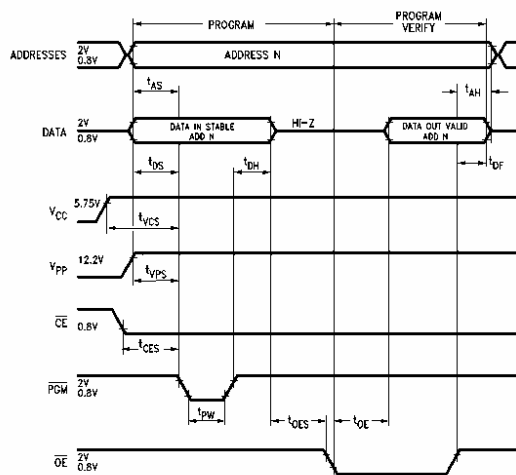 PROGRAM
PROGRAM
VERIFY
ADDRESSES
2V
0.8V
ADDRESS N
tAS
tAH
DATA
2V
0.8V
DATA IN STABLE
ADD N
HI-Z
DATA OUT VALID
ADD N
tDS
tDH
tDF
VCC
5.75V
tVCS
VPP
12.2V
tVPS
CE
0.8V
tCES
PGM
2V
0.8V
tPW
tOES
tOE
OE
2V
0.8V